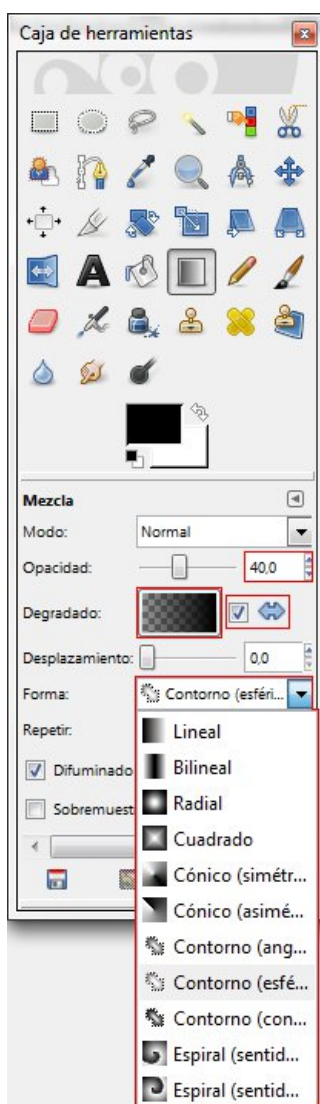 Caja de herramientas
Mezcla
Modo: Normal
Opacidad: 40,0
Degradado:
Desplazamiento: 0,0
Forma: Contorno (esféri...
Repetir:
Lineal
Difuminado
Bilineal
Radial
Sobremuest
Cuadrado
Cónico (simétr...
Cónico (asimé...
Contorno (ang...
Contorno (esfé...
Contorno (con...
Espiral (sentid...
Espiral (sentid...